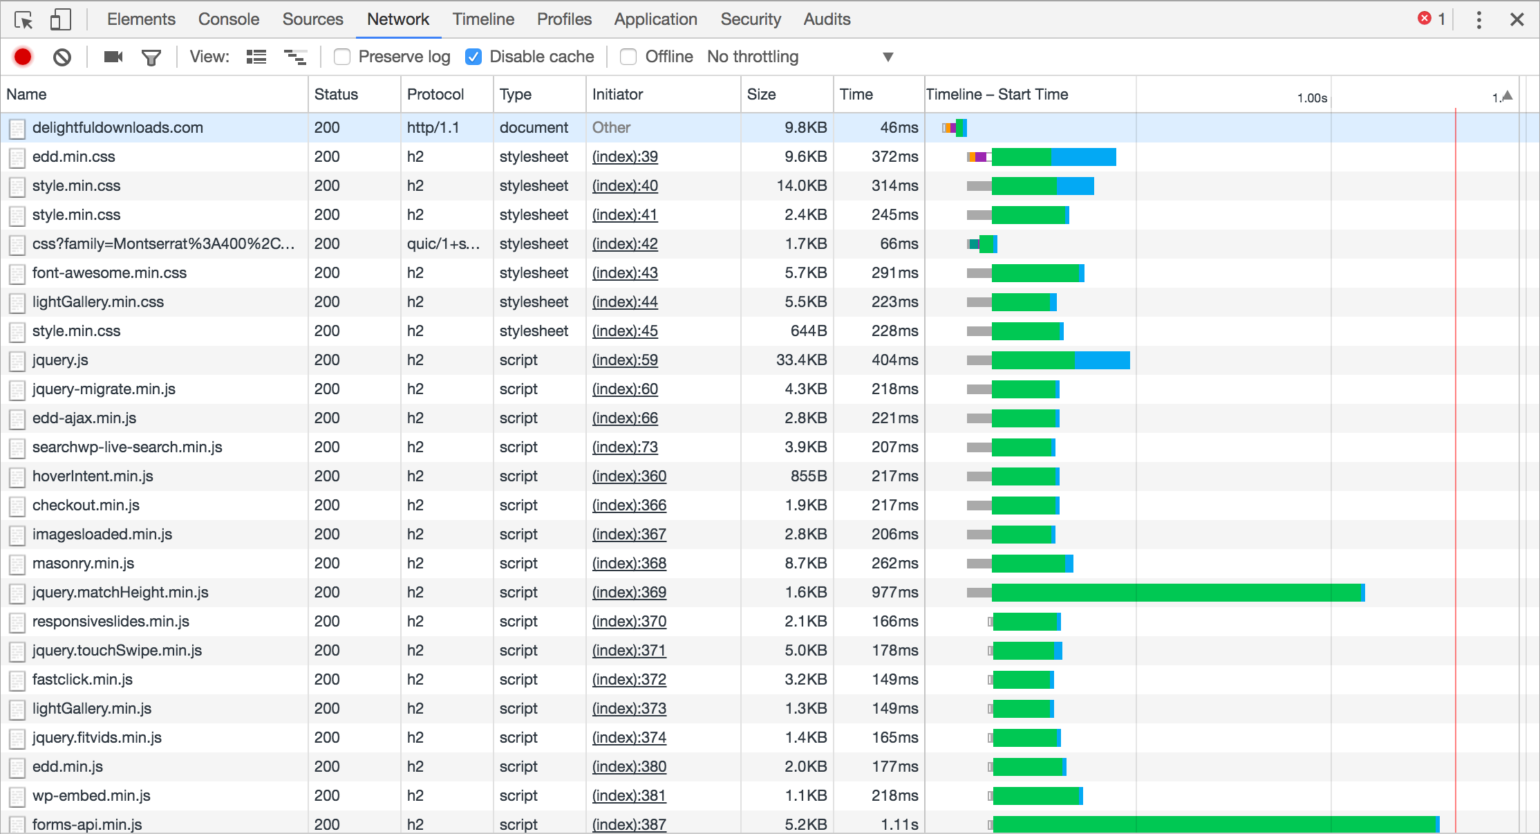 Elements Console Sources Network Timeline Profiles Application Security Audits 1
View: Preserve log Disable cache Offline No throttling
Name Status Protocol Type Initiator Size Time Timeline – Start Time 1.00s 1.
delightfuldownloads.com 200 http/1.1 document Other 9.8KB 46ms
edd.min.css 200 h2 stylesheet (index):39 9.6KB 372ms
style.min.css 200 h2 stylesheet (index):40 14.0KB 314ms
style.min.css 200 h2 stylesheet (index):41 2.4KB 245ms
css?family=Montserrat%3A400%2C... 200 quic/1+s... stylesheet (index):42 1.7KB 66ms
font-awesome.min.css 200 h2 stylesheet (index):43 5.7KB 291ms
lightGallery.min.css 200 h2 stylesheet (index):44 5.5KB 223ms
style.min.css 200 h2 stylesheet (index):45 644B 228ms
jquery.js 200 h2 script (index):59 33.4KB 404ms
jquery-migrate.min.js 200 h2 script (index):60 4.3KB 218ms
edd-ajax.min.js 200 h2 script (index):66 2.8KB 221ms
searchwp-live-search.min.js 200 h2 script (index):73 3.9KB 207ms
hoverIntent.min.js 200 h2 script (index):360 855B 217ms
checkout.min.js 200 h2 script (index):366 1.9KB 217ms
imagesloaded.min.js 200 h2 script (index):367 2.8KB 206ms
masonry.min.js 200 h2 script (index):368 8.7KB 262ms
jquery.matchHeight.min.js 200 h2 script (index):369 1.6KB 977ms
responsiveslides.min.js 200 h2 script (index):370 2.1KB 166ms
jquery.touchSwipe.min.js 200 h2 script (index):371 5.0KB 178ms
fastclick.min.js 200 h2 script (index):372 3.2KB 149ms
lightGallery.min.js 200 h2 script (index):373 1.3KB 149ms
jquery.fitvids.min.js 200 h2 script (index):374 1.4KB 165ms
edd.min.js 200 h2 script (index):380 2.0KB 177ms
wp-embed.min.js 200 h2 script (index):381 1.1KB 218ms
forms-api.min.js 200 h2 script (index):387 5.2KB 1.11s